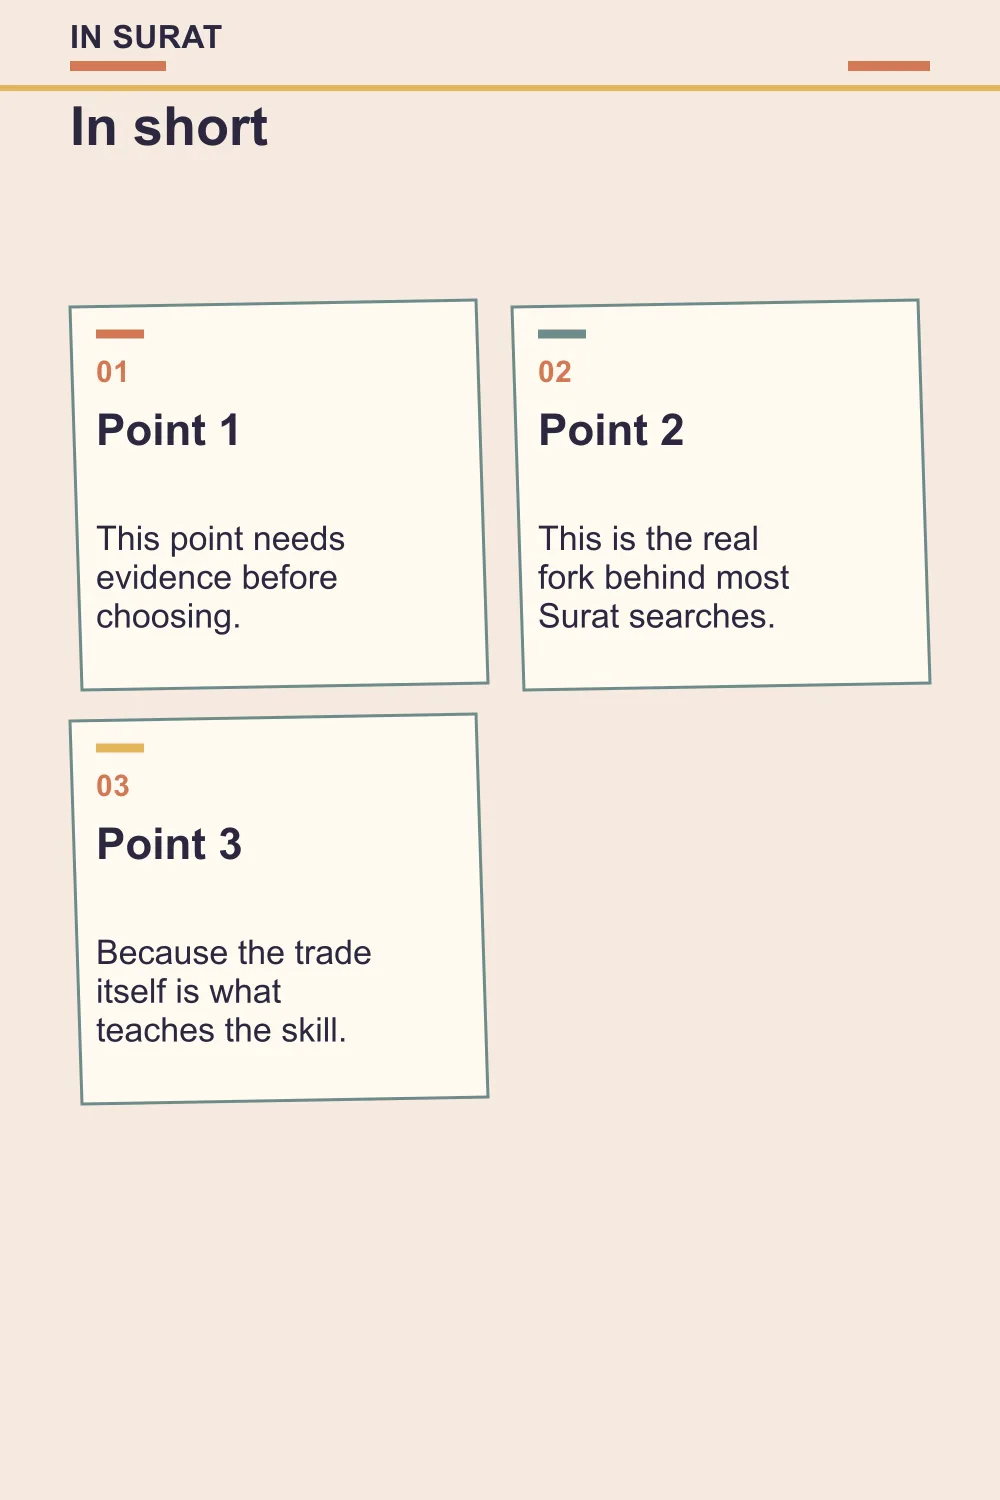 IN SURAT
In short
01
Point 1
This point needs
evidence before
choosing.
02
Point 2
This is the real
fork behind most
Surat searches.
03
Point 3
Because the trade
itself is what
teaches the skill.